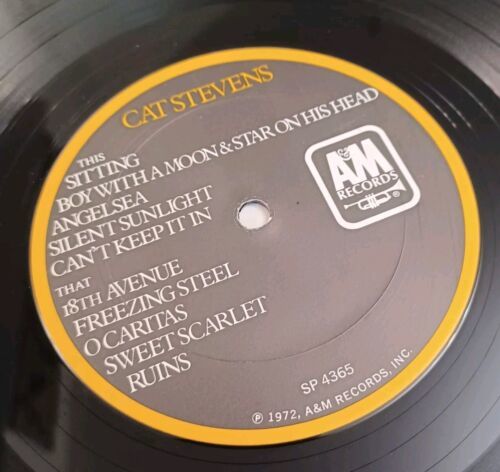 CAT STEVENS
THIS
SITTING
BOY WITH A MOON & STAR ON HIS HEAD
ANGELSEA
SILENT SUNLIGHT
CAN'T KEEP IT IN
THAT
18TH AVENUE
FREEZING STEEL
O CARITAS
SWEET SCARLET
RUINS
A&M
RECORDS
SP 4365
℗ 1972, A&M RECORDS, INC.